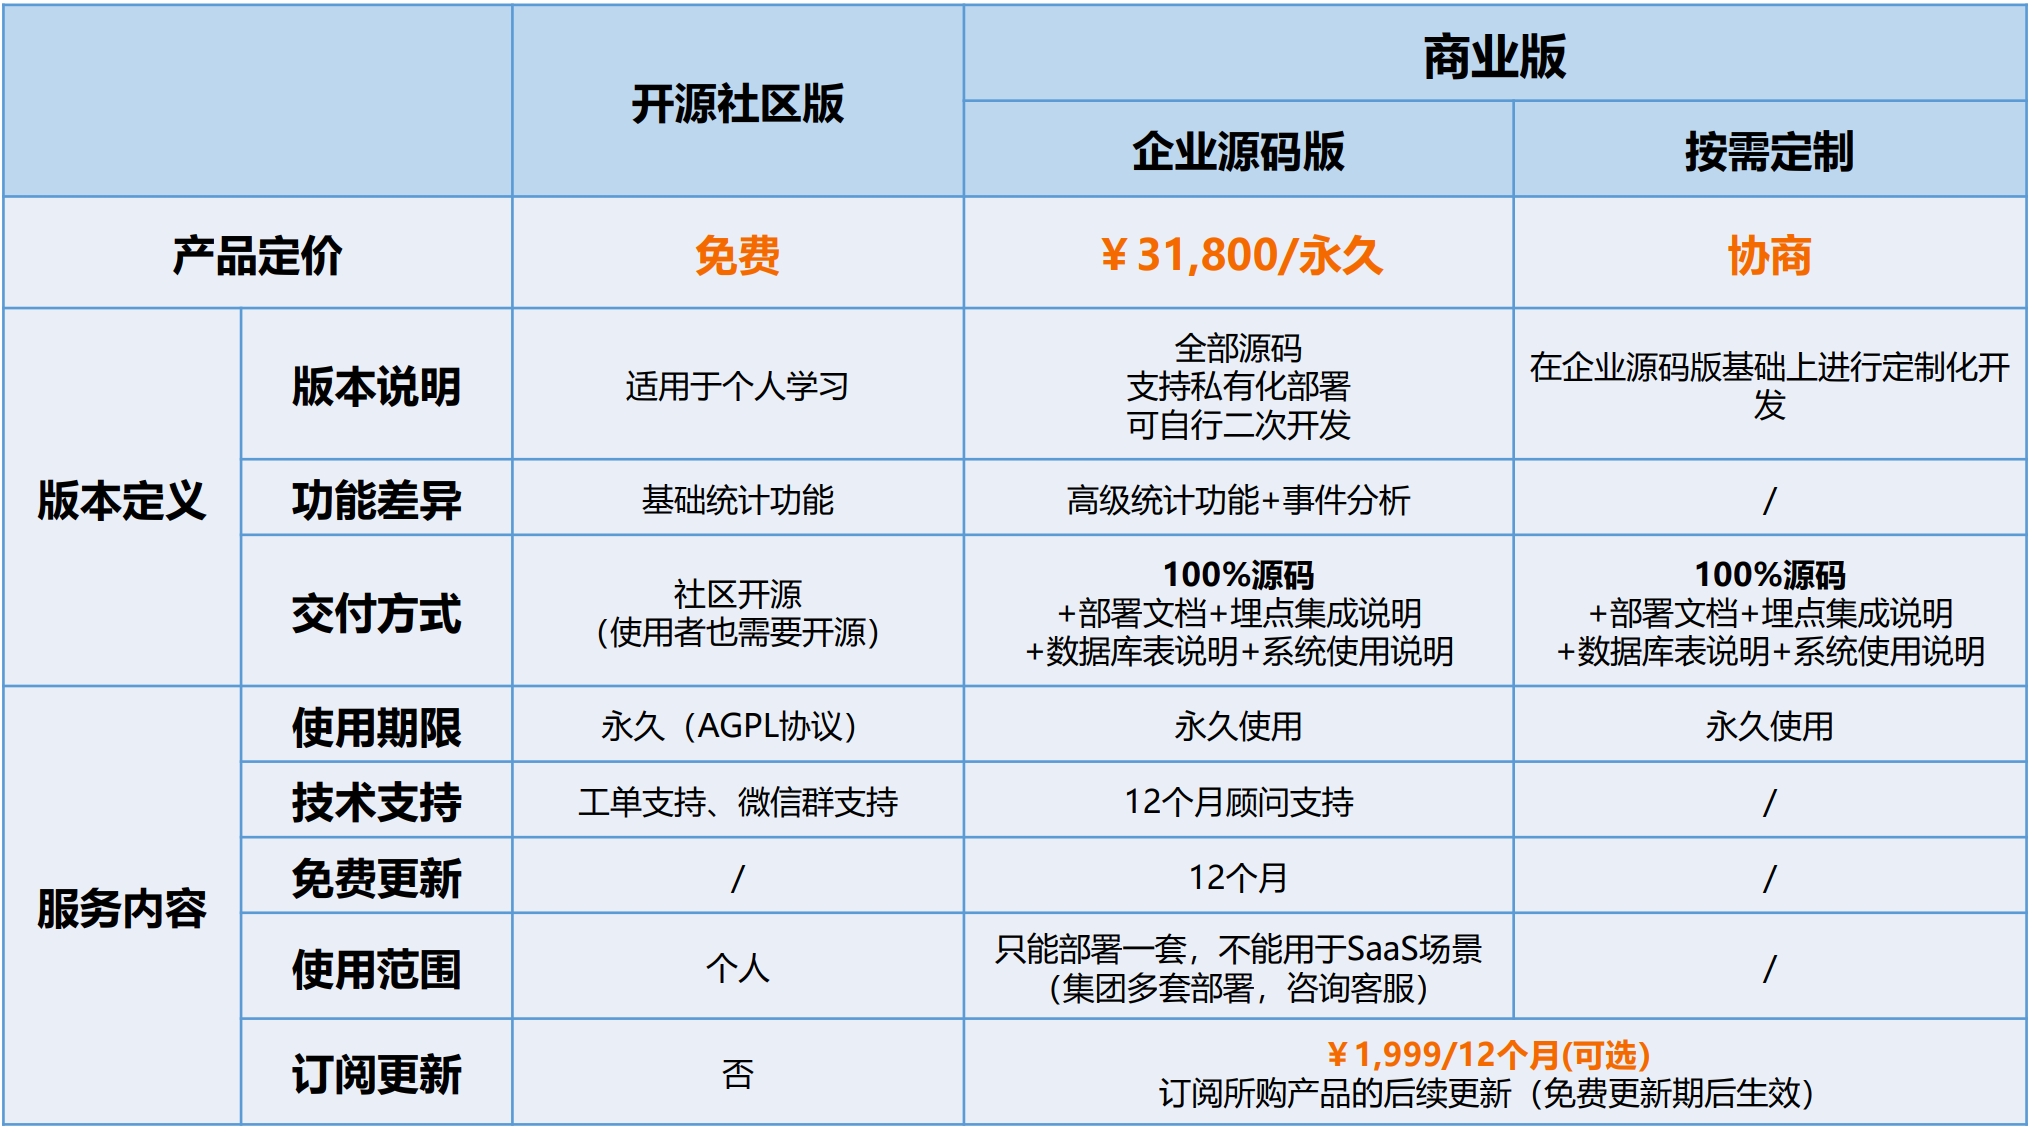 开源社区版
商业版
企业源码版
按需定制
产品定价
免费
¥31,800/永久
协商
版本定义
版本说明
适用于个人学习
全部源码
支持私有化部署
可自行二次开发
在企业源码版基础上进行定制化开
发
功能差异
基础统计功能
高级统计功能+事件分析
/
交付方式
社区开源
（使用者也需要开源）
100%源码
+部署文档+埋点集成说明
+数据库表说明+系统使用说明
100%源码
+部署文档+埋点集成说明
+数据库表说明+系统使用说明
服务内容
使用期限
永久（AGPL协议）
永久使用
永久使用
技术支持
工单支持、微信群支持
12个月顾问支持
/
免费更新
/
12个月
/
使用范围
个人
只能部署一套，不能用于SaaS场景
（集团多套部署，咨询客服）
/
订阅更新
否
¥1,999/12个月(可选)
订阅所购产品的后续更新（免费更新期后生效）